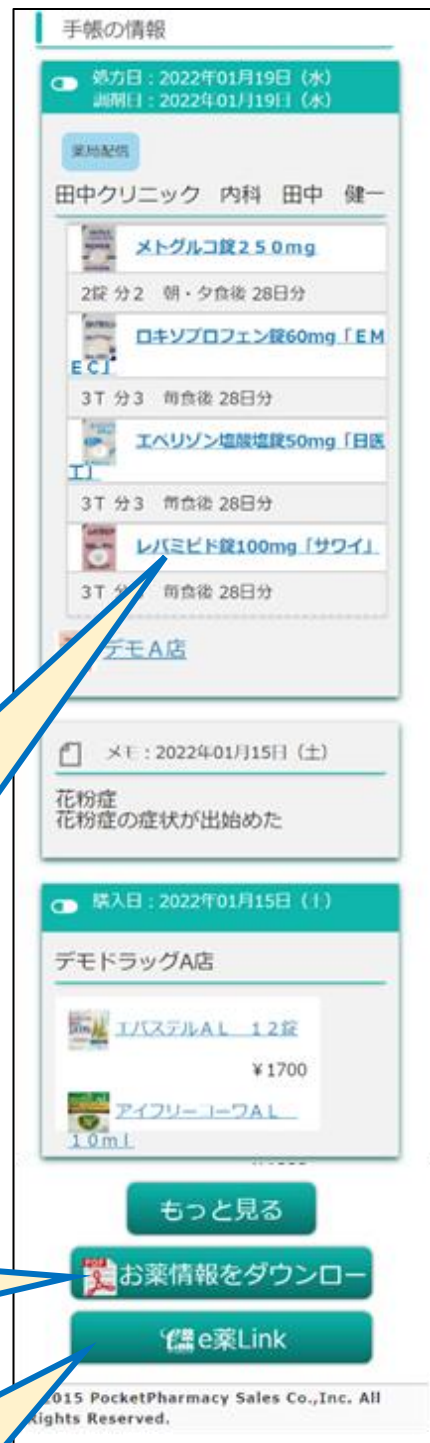 手帳の情報
処方日：2022年01月19日（水）
調剤日：2022年01月19日（水）
薬局配信
田中クリニック　内科　田中　健一
メトグルコ錠２５０mg
2錠 分２　朝・夕食後 28日分
ロキソプロフェン錠60mg「ＥＭ
ＥＣ」
3T 分３　毎食後 28日分
エペリゾン塩酸塩錠50mg「日医
工」
3T 分３　毎食後 28日分
レバミピド錠100mg「サワイ」
3T 毎食後 28日分
デモＡ店
メモ：2022年01月15日（土）
花粉症
花粉症の症状が出始めた
購入日：2022年01月15日（土）
デモドラッグA店
エバステルＡＬ　１２錠
¥1700
アイフリーコーワＡＬ
１０ｍｌ
もっと見る
PDF
お薬情報をダウンロー
e薬Link
2015 PocketPharmacy Sales Co.,Inc. All
Rights Reserved.